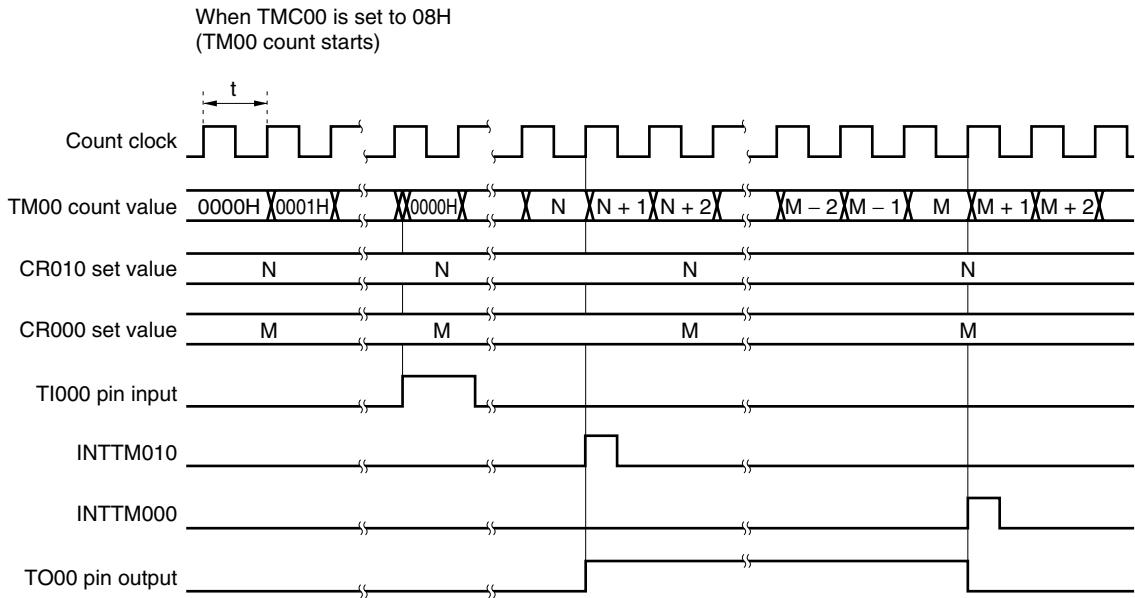 When TMC00 is set to 08H
(TM00 count starts)
t
Count clock
TM00 count value 0000H 0001H 0000H N N + 1 N + 2 M – 2 M – 1 M M + 1 M + 2
CR010 set value N N N N
CR000 set value M M M M
TI000 pin input
INTTM010
INTTM000
TO00 pin output